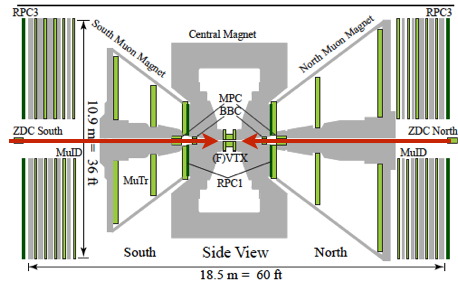 RPC3
RPC3
South Muon Magnet
Central Magnet
North Muon Magnet
MPC
BBC
ZDC South
ZDC North
10.9 m = 36 ft
MuID
(F)VTX
MuID
MuTr
RPC1
South
Side View
North
18.5 m = 60 ft